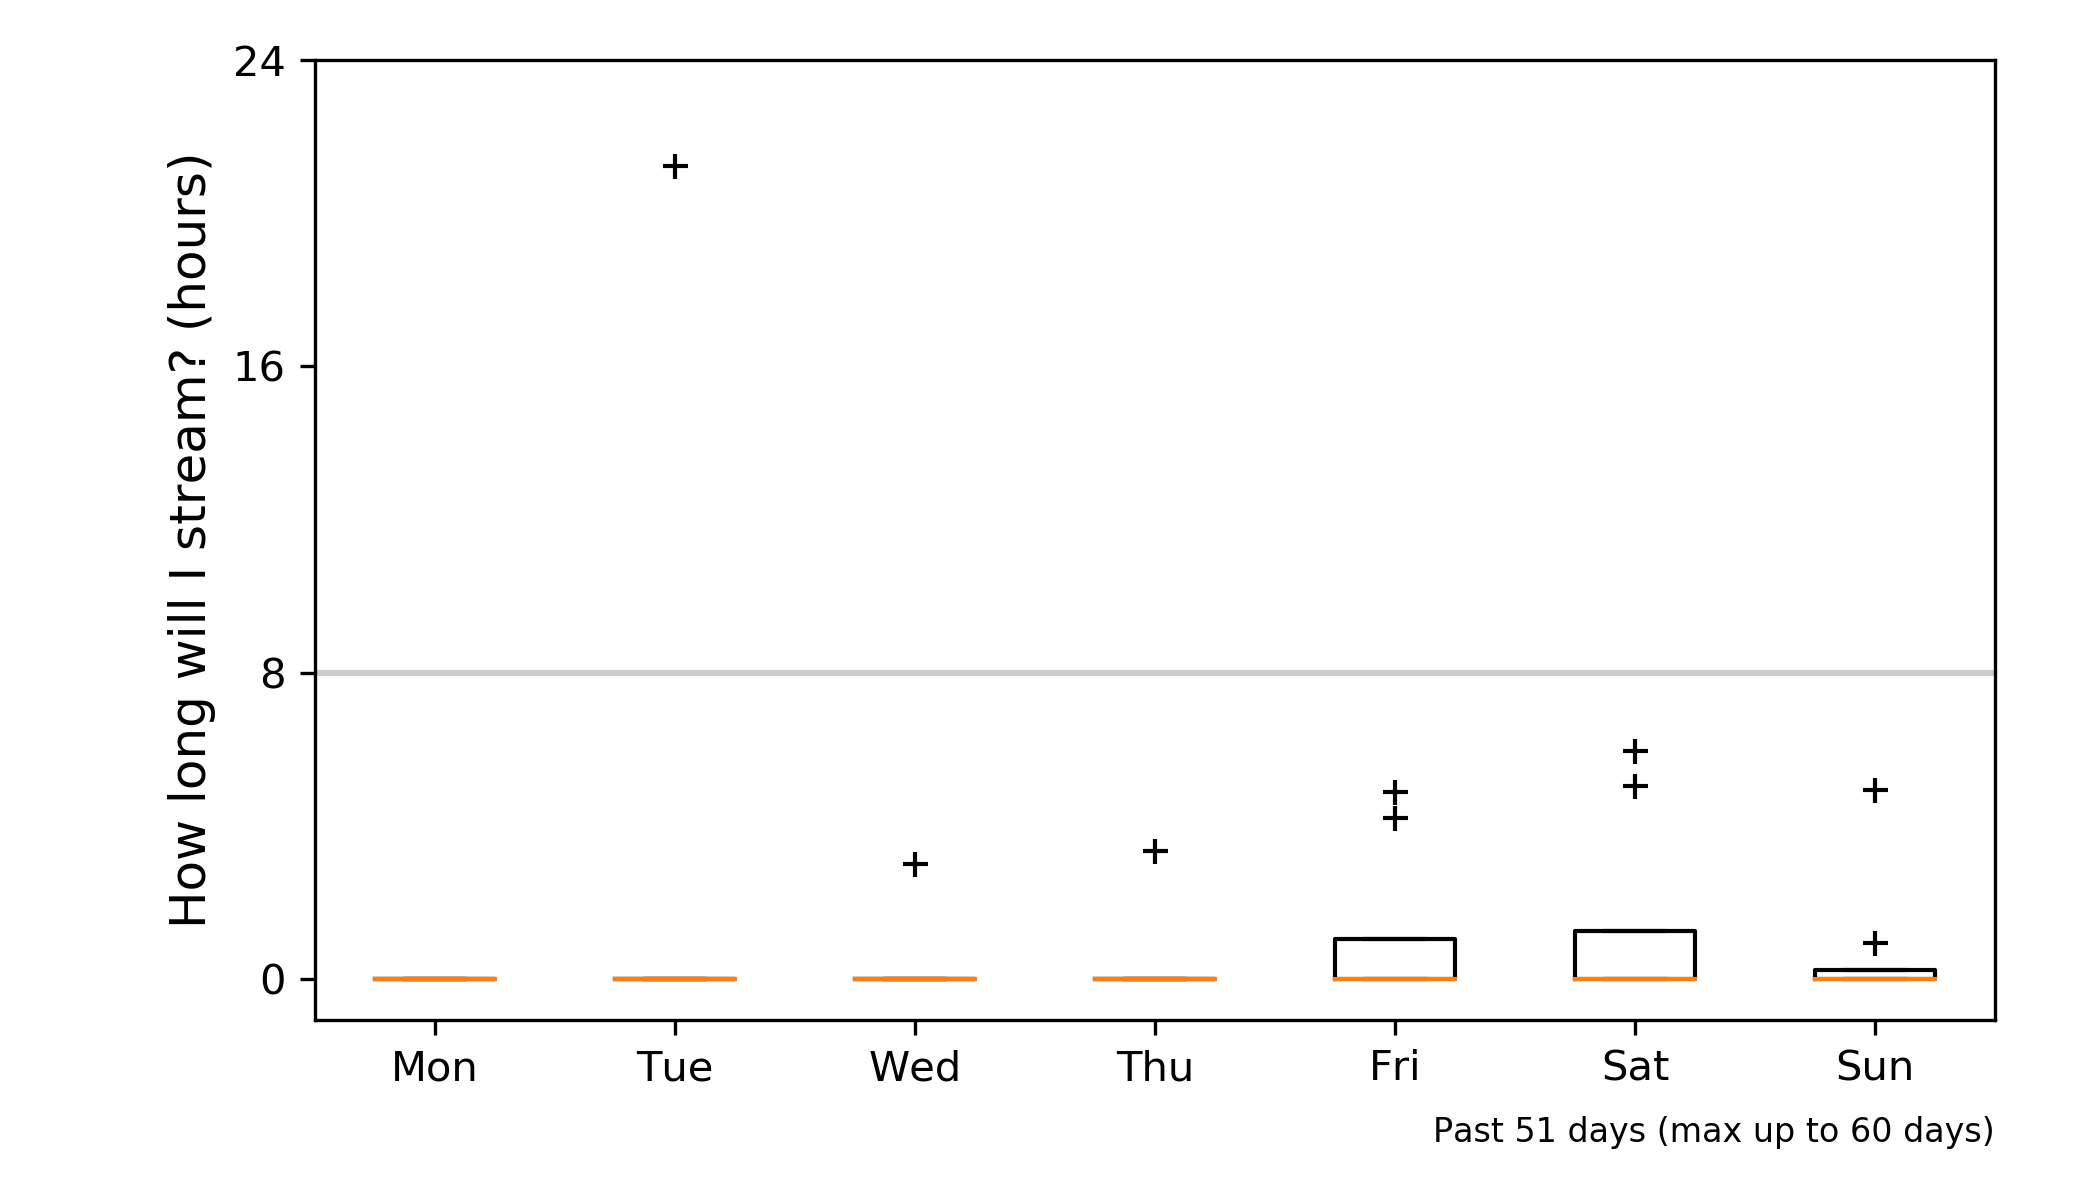 How long will I stream? (hours)
24
16
8
0
Mon Tue Wed Thu Fri Sat Sun
Past 51 days (max up to 60 days)